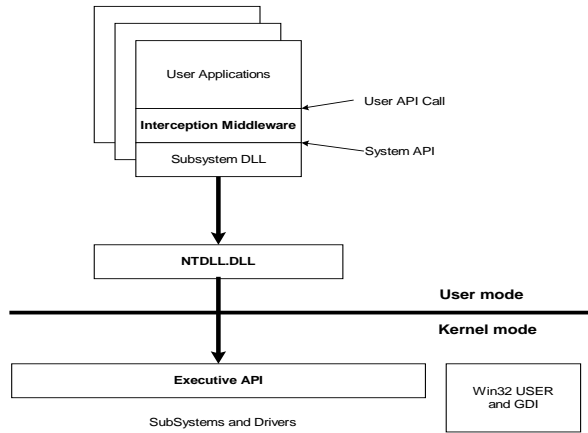 User Applications
User API Call
Interception Middleware
System API
Subsystem DLL
NTDLL.DLL
User mode
Kernel mode
Executive API
Win32 USER
and GDI
SubSystems and Drivers